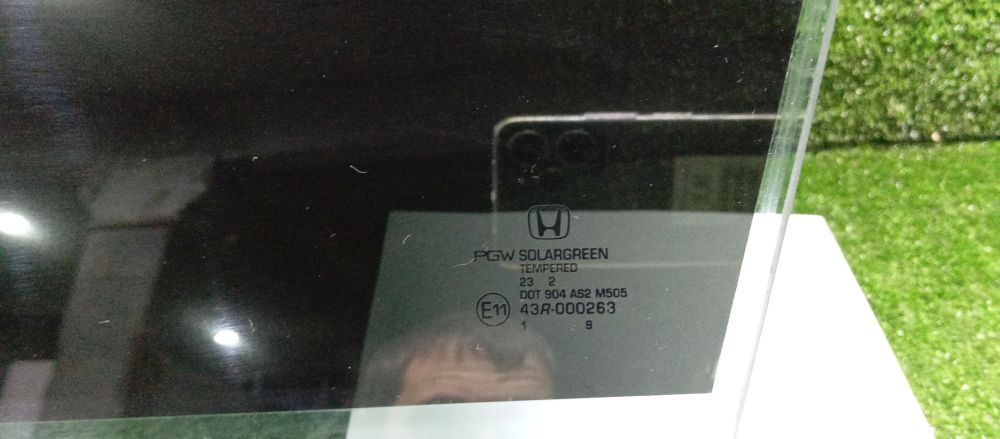 PGW SOLARGREEN
TEMPERED
23 2
DOT 904 AS2 M505
E11 43R-000263
1 8